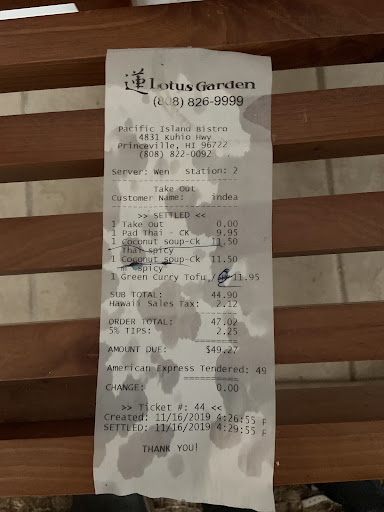 蓮 Lotus Garden
(808) 826-9999
Pacific Island Bistro
4831 Kuhio Hwy
Princeville, HI 96722
(808) 822-0092
Server: Wen Station: 2
Take Out
Customer Name: indea
>> SETTLED <<
1 Take Out 0.00
1 Pad Thai - CK 9.95
1 Coconut soup-ck 11.50
Thai spicy
1 Coconut soup-ck 11.50
m spicy
1 Green Curry Tofu 11.95
SUB TOTAL: 44.90
Hawaii Sales Tax: 2.12
ORDER TOTAL: 47.02
5% TIPS: 2.25
AMOUNT DUE: $49.27
American Express Tendered: 49
CHANGE: 0.00
>> Ticket #: 44 <<
Created: 11/16/2019 4:26:55 P
SETTLED: 11/16/2019 4:29:55 P
THANK YOU!